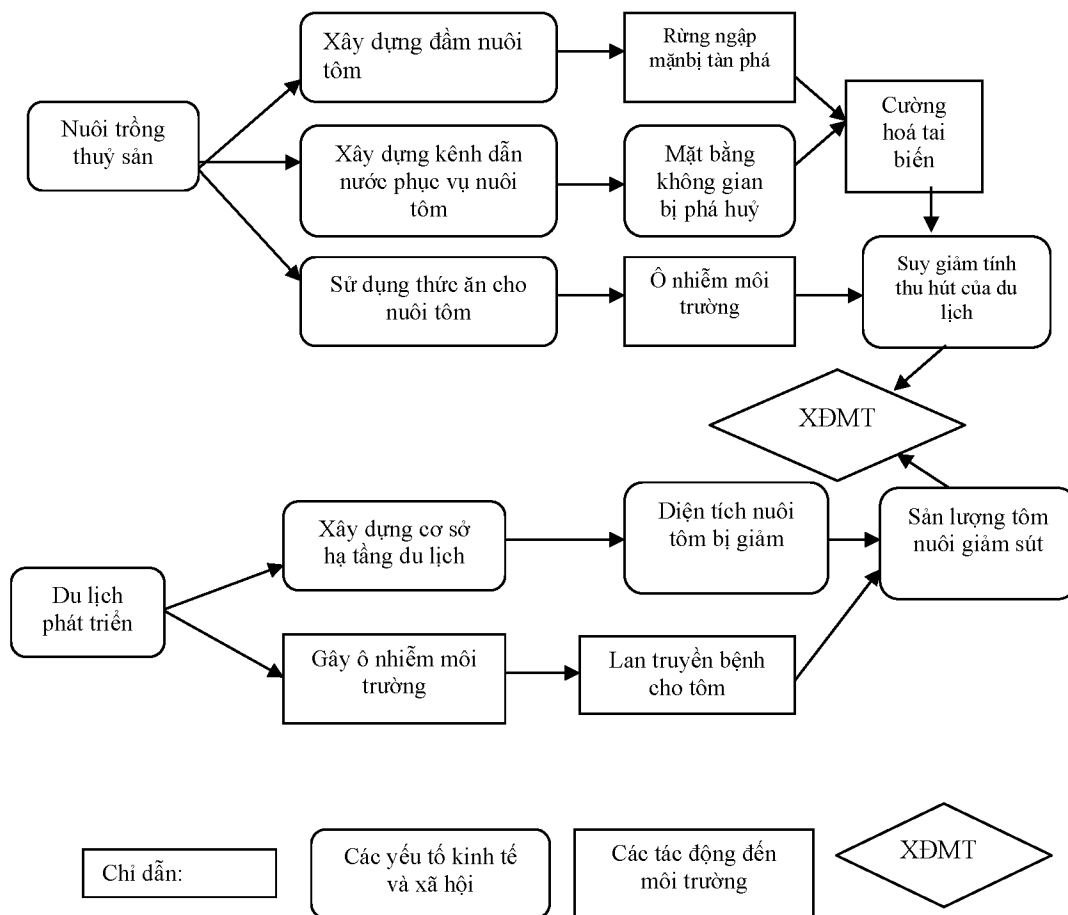 Xây dựng đầm nuôi
tôm
Rừng ngập
mặnbị tàn phá
Nuôi trồng
thuỷ sản
Cường
hoá tai
biến
Xây dựng kênh dẫn
nước phục vụ nuôi
tôm
Mặt bằng
không gian
bị phá huỷ
Sử dụng thức ăn cho
nuôi tôm
Ô nhiễm môi
trường
Suy giảm tính
thu hút của du
lịch
XĐMT
Xây dựng cơ sở
hạ tầng du lịch
Diện tích nuôi
tôm bị giảm
Sản lượng tôm
nuôi giảm sút
Du lịch
phát triển
Gây ô nhiễm môi
trường
Lan truyền bệnh
cho tôm
Chỉ dẫn:
Các yếu tố kinh tế
và xã hội
Các tác động đến
môi trường
XĐMT